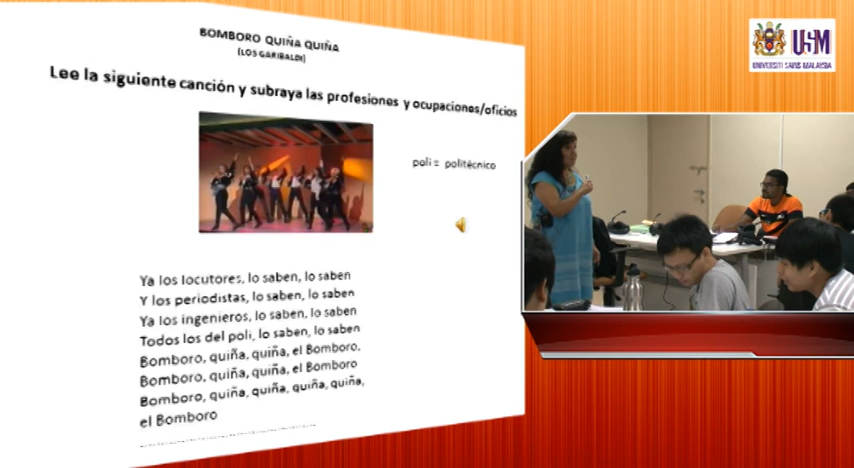 BOMBORO QUIÑA QUIÑA
(LOS GARIBALDI)
Lee la siguiente canción y subraya las profesiones y ocupaciones/oficios
poli = politécnico
Ya los locutores, lo saben, lo saben
Y los periodistas, lo saben, lo saben
Ya los ingenieros, lo saben, lo saben
Todos los del poli, lo saben, lo saben
Bomboro, quiña, quiña, el Bomboro,
Bomboro, quiña, quiña, el Bomboro
Bomboro, quiña, quiña, quiña, quiña,
el Bomboro
USM
UNIVERSITI SAINS MALAYSIA